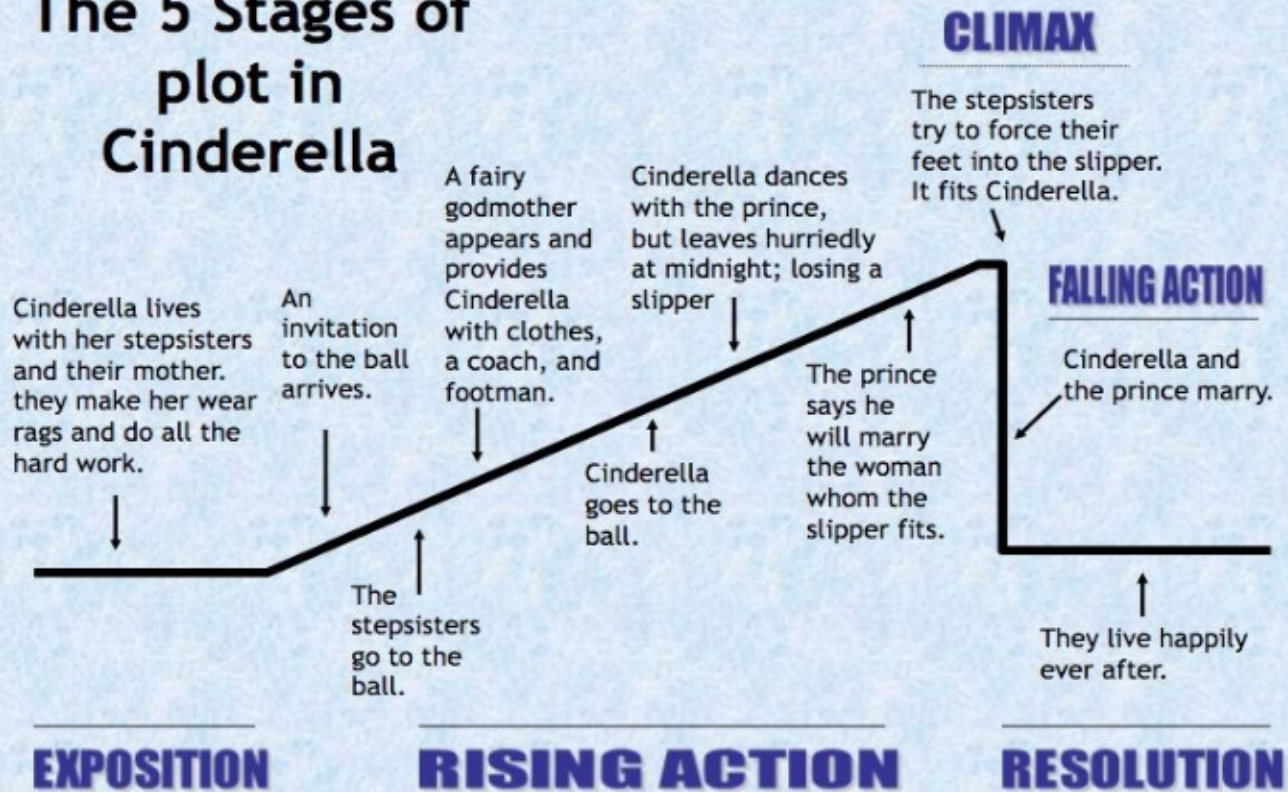 The 5 Stages of
plot in
Cinderella
CLIMAX
The stepsisters
try to force their
feet into the slipper.
It fits Cinderella.
A fairy
godmother
appears and
provides
Cinderella
with clothes,
a coach, and
footman.
Cinderella dances
with the prince,
but leaves hurriedly
at midnight; losing a
slipper
FALLING ACTION
Cinderella and
the prince marry.
Cinderella lives
with her stepsisters
and their mother.
they make her wear
rags and do all the
hard work.
An
invitation
to the ball
arrives.
The prince
says he
will marry
the woman
whom the
slipper fits.
Cinderella
goes to the
ball.
The
stepsisters
go to the
ball.
They live happily
ever after.
EXPOSITION
RISING ACTION
RESOLUTION